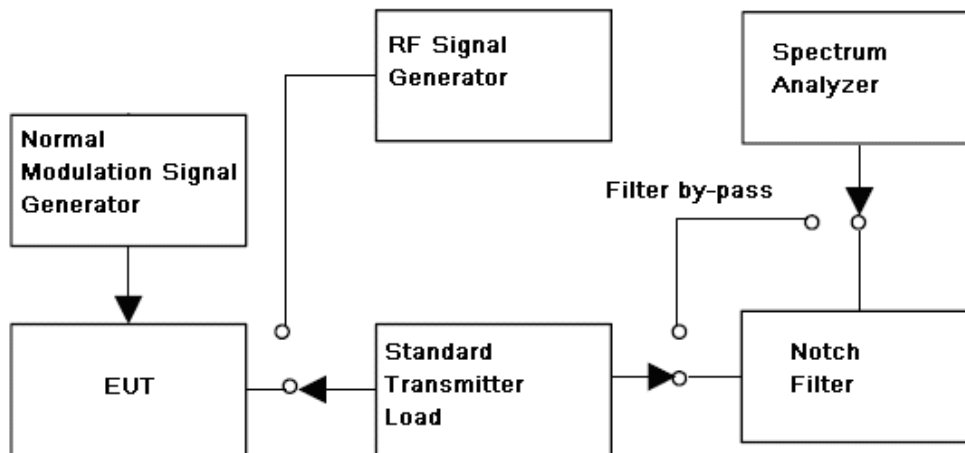 RF Signal
Generator
Spectrum
Analyzer
Normal
Modulation Signal
Generator
Filter by-pass
EUT
Standard
Transmitter
Load
Notch
Filter